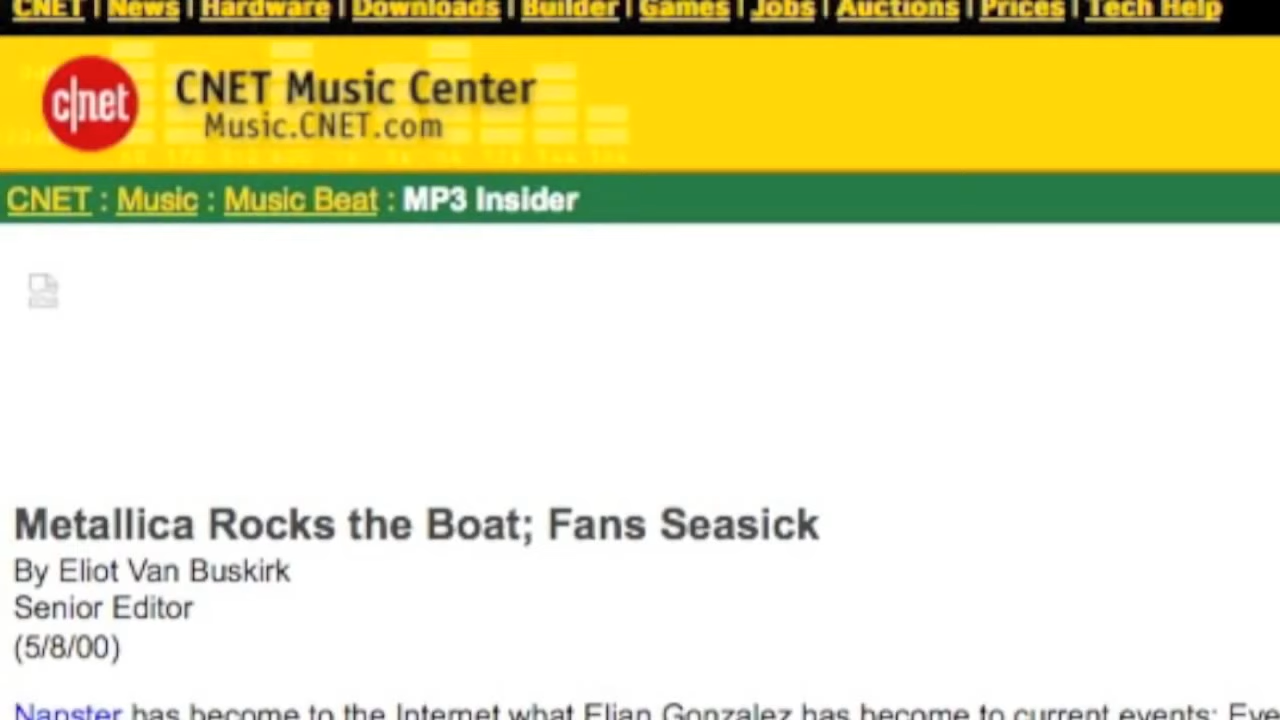 CNET | News | Hardware | Downloads | Builder | Games | Jobs | Auctions | Prices | Tech Help
c|net
CNET Music Center
Music.CNET.com
CNET : Music : Music Beat : MP3 Insider
Metallica Rocks the Boat; Fans Seasick
By Eliot Van Buskirk
Senior Editor
(5/8/00)
Napster has become to the Internet what Elian Gonzalez has become to current events: Eve